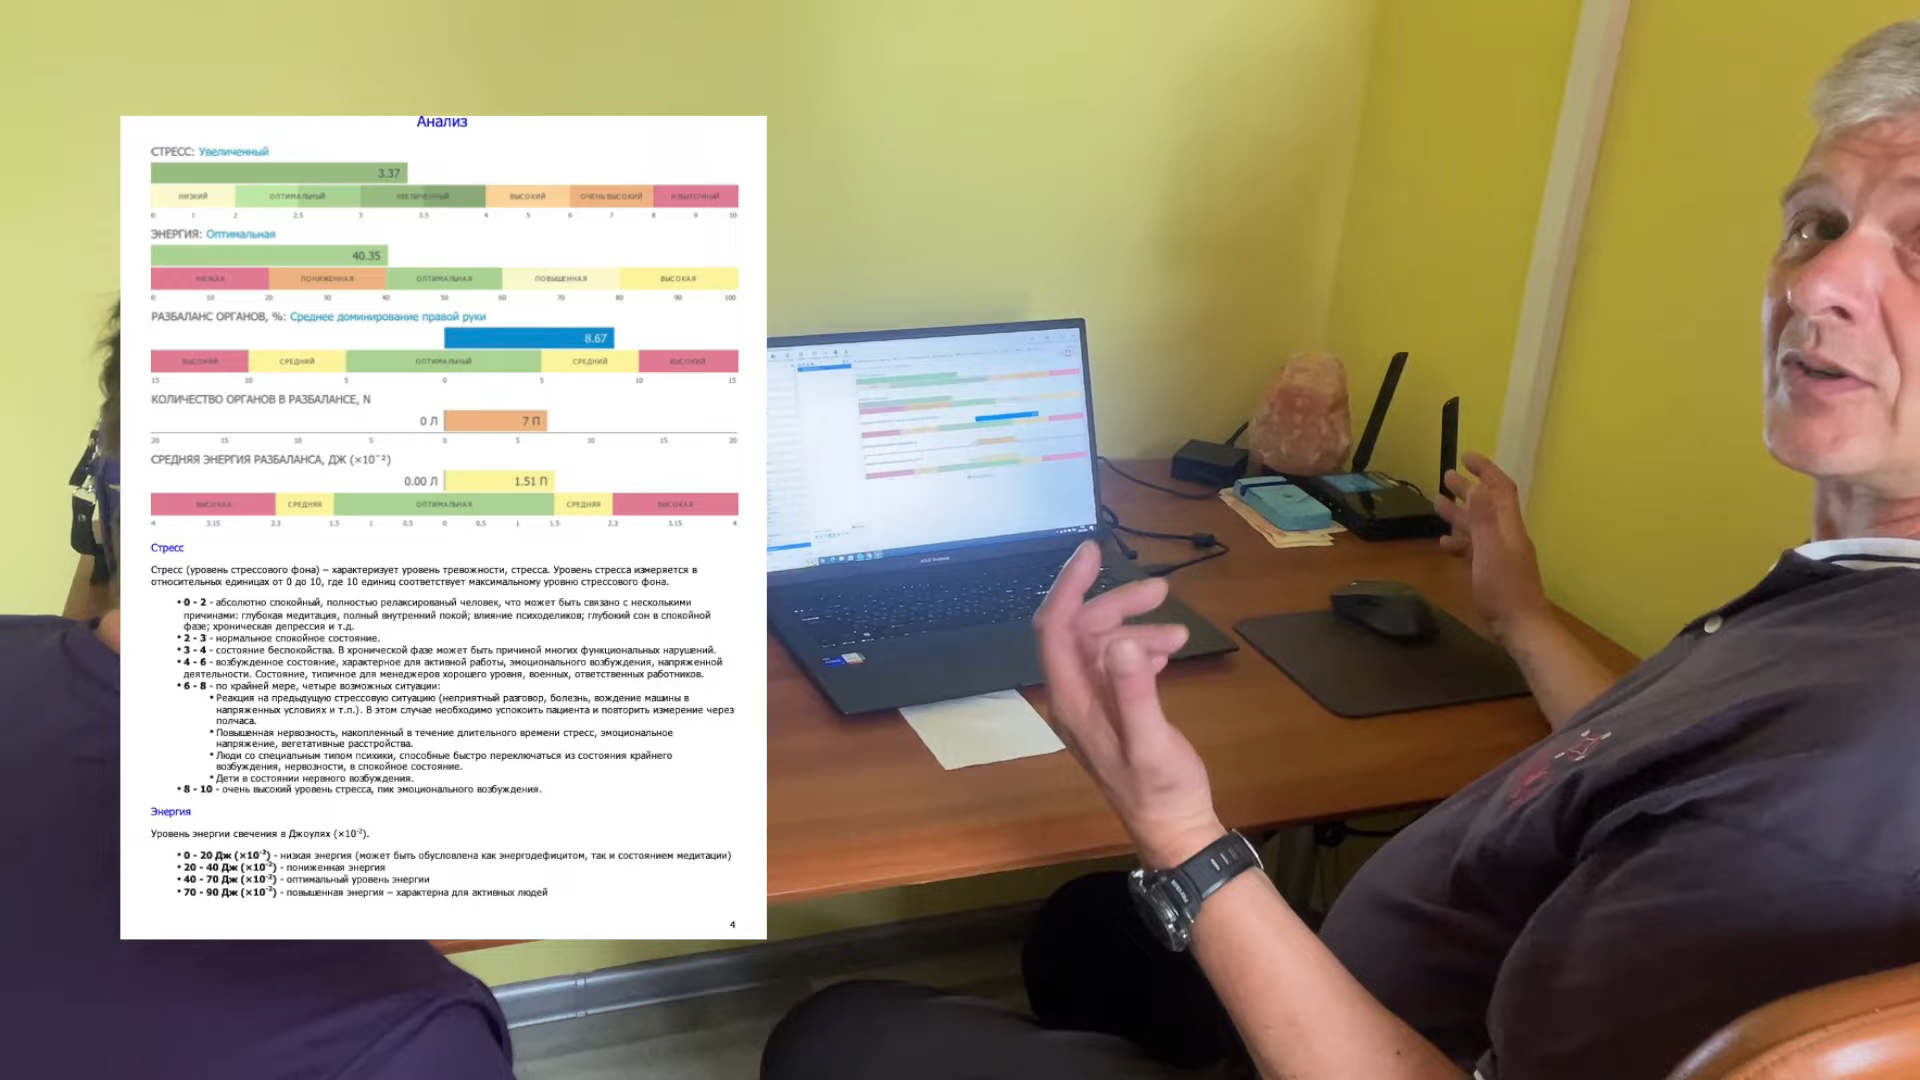 Анализ
СТРЕСС: Увеличенный
3.37
НИЗКИЙ ОПТИМАЛЬНЫЙ УВЕЛИЧЕННЫЙ ВЫСОКИЙ ОЧЕНЬ ВЫСОКИЙ ИЗБЫТОЧНЫЙ
0 1 2 2.5 3 3.5 4 5 6 7 8 9 10
ЭНЕРГИЯ: Оптимальная
40.35
НИЗКАЯ ПОНИЖЕННАЯ ОПТИМАЛЬНАЯ ПОВЫШЕННАЯ ВЫСОКАЯ
0 10 20 30 40 50 60 70 80 90 100
РАЗБАЛАНС ОРГАНОВ, %: Среднее доминирование правой руки
8.67
ВЫСОКИЙ СРЕДНИЙ ОПТИМАЛЬНЫЙ СРЕДНИЙ ВЫСОКИЙ
15 10 5 0 5 10 15
КОЛИЧЕСТВО ОРГАНОВ В РАЗБАЛАНСЕ, N
0 Л 7 П
20 15 10 5 0 5 10 15 20
СРЕДНЯЯ ЭНЕРГИЯ РАЗБАЛАНСА, ДЖ (×10⁻²)
0.00 Л 1.51 П
ВЫСОКАЯ СРЕДНЯЯ ОПТИМАЛЬНАЯ СРЕДНЯЯ ВЫСОКАЯ
4 3.15 2.3 1.5 1 0.5 0 0.5 1 1.5 2.3 3.15 4
Стресс
Стресс (уровень стрессового фона) – характеризует уровень тревожности, стресса. Уровень стресса измеряется в
относительных единицах от 0 до 10, где 10 единиц соответствует максимальному уровню стрессового фона.
• 0 - 2 - абсолютно спокойный, полностью релаксированый человек, что может быть связано с несколькими
причинами: глубокая медитация, полный внутренний покой; влияние психоделиков; глубокий сон в спокойной
фазе; хроническая депрессия и т.д.
• 2 - 3 - нормальное спокойное состояние.
• 3 - 4 - состояние беспокойства. В хронической фазе может быть причиной многих функциональных нарушений.
• 4 - 6 - возбужденное состояние, характерное для активной работы, эмоционального возбуждения, напряженной
деятельности. Состояние, типичное для менеджеров хорошего уровня, военных, ответственных работников.
• 6 - 8 - по крайней мере, четыре возможных ситуации:
• Реакция на предыдущую стрессовую ситуацию (неприятный разговор, болезнь, вождение машины в
напряженных условиях и т.п.). В этом случае необходимо успокоить пациента и повторить измерение через
полчаса.
• Повышенная нервозность, накопленный в течение длительного времени стресс, эмоциональное
напряжение, вегетативные расстройства.
• Люди со специальным типом психики, способные быстро переключаться из состояния крайнего
возбуждения, нервозности, в спокойное состояние.
• Дети в состоянии нервного возбуждения.
• 8 - 10 - очень высокий уровень стресса, пик эмоционального возбуждения.
Энергия
Уровень энергии свечения в Джоулях (×10⁻²).
• 0 - 20 Дж (×10⁻²) - низкая энергия (может быть обусловлена как энергодефицитом, так и состоянием медитации)
• 20 - 40 Дж (×10⁻²) - пониженная энергия
• 40 - 70 Дж (×10⁻²) - оптимальный уровень энергии
• 70 - 90 Дж (×10⁻²) - повышенная энергия – характерна для активных людей
4